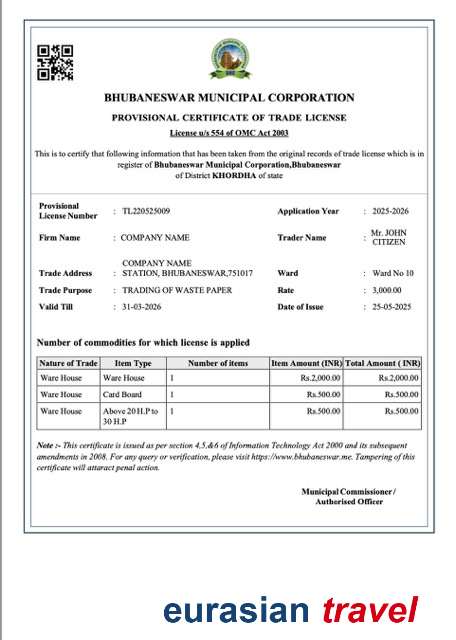 BHUBANESWAR MUNICIPAL CORPORATION
PROVISIONAL CERTIFICATE OF TRADE LICENSE
License u/s 554 of OMC Act 2003
This is to certify that following information that has been taken from the original records of trade license which is in
register of Bhubaneswar Municipal Corporation,Bhubaneswar
of District KHORDHA of state
Provisional License Number : TL220525009 Application Year : 2025-2026
Firm Name : COMPANY NAME Trader Name : Mr. JOHN CITIZEN
Trade Address : COMPANY NAME STATION, BHUBANESWAR,751017 Ward : Ward No 10
Trade Purpose : TRADING OF WASTE PAPER Rate : 3,000.00
Valid Till : 31-03-2026 Date of Issue : 25-05-2025
Number of commodities for which license is applied
Nature of Trade Item Type Number of items Item Amount (INR) Total Amount ( INR)
Ware House Ware House 1 Rs.2,000.00 Rs.2,000.00
Ware House Card Board 1 Rs.500.00 Rs.500.00
Ware House Above 20 H.P to 30 H.P 1 Rs.500.00 Rs.500.00
Note :- This certificate is issued as per section 4,5,&6 of Information Technology Act 2000 and its subsequent
amendments in 2008. For any query or verification, please visit https://www.bhubaneswar.me. Tampering of this
certificate will attaract penal action.
Municipal Commissioner /
Autherised Officer
eurasian travel